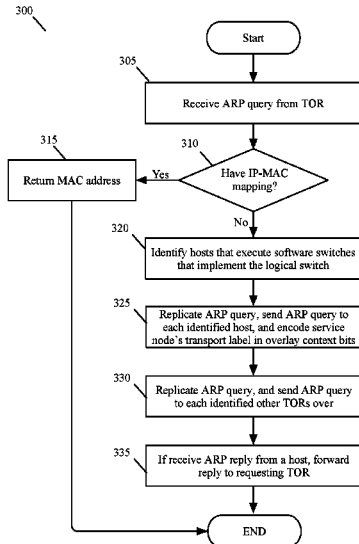 300
Start
305
Receive ARP query from TOR
310
315
Have IP-MAC
mapping?
Return MAC address
Yes
No
320
Identify hosts that execute software switches
that implement the logical switch
325
Replicate ARP query, send ARP query to
each identified host, and encode service
node's transport label in overlay context bits
330
Replicate ARP query, and send ARP query
to each identified other TORs over
335
If receive ARP reply from a host, forward
reply to requesting TOR
END